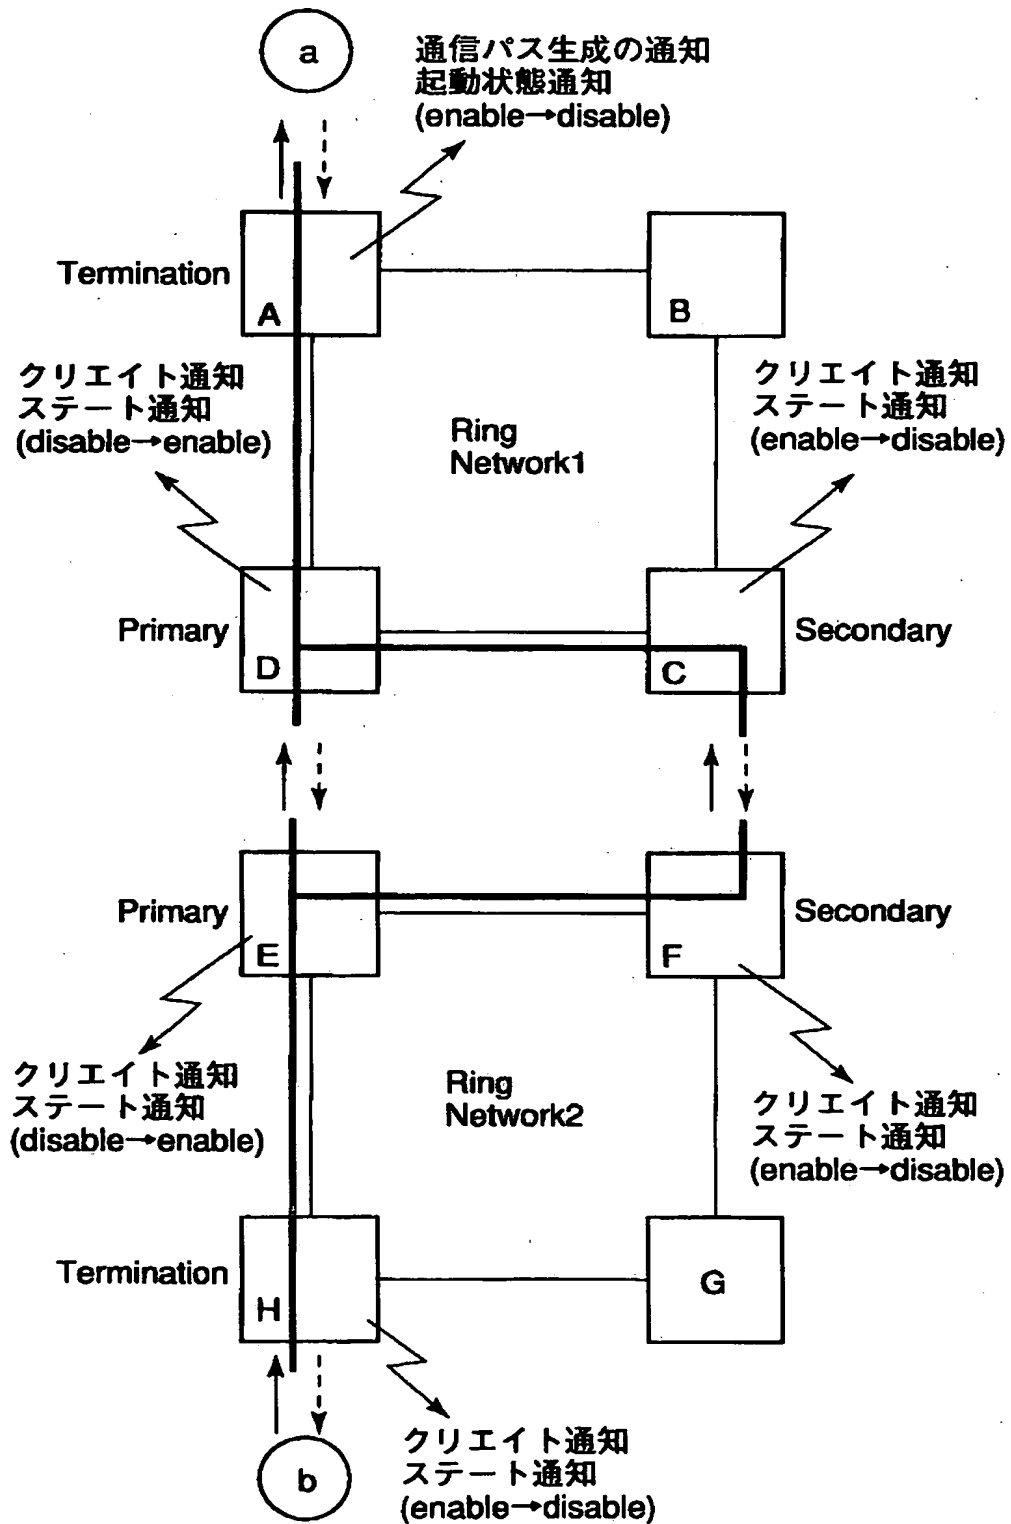 a
通信パス生成の通知
起動状態通知
(enable→disable)
Termination
A
B
クリエイト通知
ステート通知
(disable→enable)
クリエイト通知
ステート通知
(enable→disable)
Ring
Network1
Primary
D
C
Secondary
Primary
E
F
Secondary
クリエイト通知
ステート通知
(disable→enable)
Ring
Network2
クリエイト通知
ステート通知
(enable→disable)
Termination
H
G
b
クリエイト通知
ステート通知
(enable→disable)